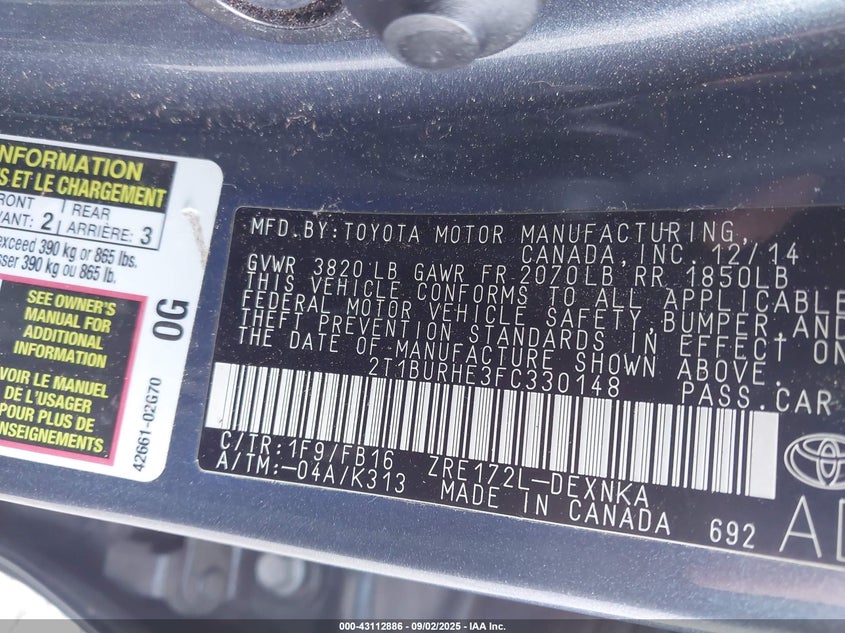 INFORMATION
S ET LE CHARGEMENT
FRONT
VANT: 2
REAR
ARRIÈRE: 3
exceed 390 kg or 865 lbs.
sser 390 kg ou 865 lb.
SEE OWNER'S
MANUAL FOR
ADDITIONAL
INFORMATION
VOIR LE MANUEL
DE L'USAGER
POUR PLUS DE
RENSEIGNEMENTS
0G
42661-02G70
MFD.BY:TOYOTA MOTOR MANUFACTURING,
CANADA,INC. 12/14
GVWR 3820 LB GAWR FR 2070LB RR 1850LB
THIS VEHICLE CONFORMS TO ALL APPLICABLE
FEDERAL MOTOR VEHICLE SAFETY,BUMPER,AND
THEFT PREVENTION STANDARDS IN EFFECT ON
THE DATE OF MANUFACTURE SHOWN ABOVE.
2T1BURHE3FC330148 PASS.CAR
C/TR:1F9/FB16 ZRE172L-DEXNKA
A/TM:-04A/K313 MADE IN CANADA 692
000-43112886 - 09/02/2025 - IAA Inc.